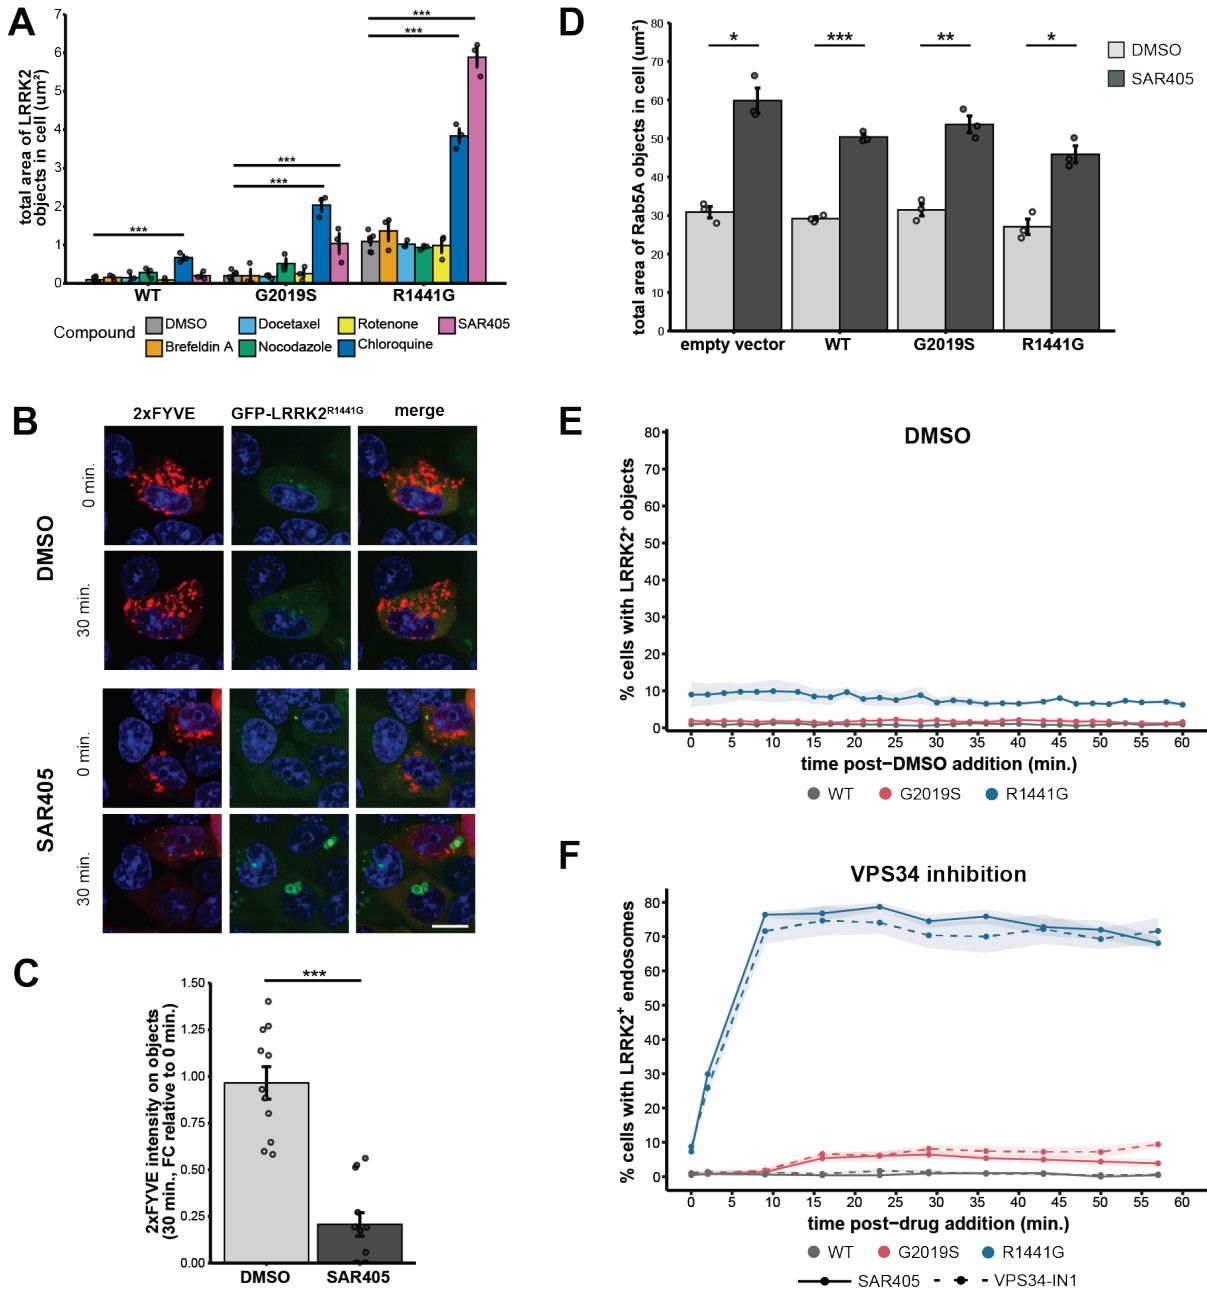 A
total area of LRRK2
objects in cell (um²)
7
6
5
4
3
2
1
0
***
***
***
***
***
WT
G2019S
R1441G
Compound
DMSO
Docetaxel
Rotenone
SAR405
Brefeldin A
Nocodazole
Chloroquine
B
2xFYVE
GFP-LRRK2R1441G
merge
DMSO
0 min.
30 min.
SAR405
0 min.
30 min.
C
2xFYVE intensity on objects
(30 min., FC relative to 0 min.)
1.50
1.25
1.00
0.75
0.50
0.25
0.00
***
DMSO
SAR405
D
total area of Rab5A objects in cell (um²)
80
70
60
50
40
30
20
10
0
*
***
**
*
DMSO
SAR405
empty vector
WT
G2019S
R1441G
E
DMSO
% cells with LRRK2+ objects
80
70
60
50
40
30
20
10
0
0 5 10 15 20 25 30 35 40 45 50 55 60
time post−DMSO addition (min.)
WT
G2019S
R1441G
F
VPS34 inhibition
% cells with LRRK2+ endosomes
80
70
60
50
40
30
20
10
0
0 5 10 15 20 25 30 35 40 45 50 55 60
time post−drug addition (min.)
WT
G2019S
R1441G
SAR405
VPS34-IN1